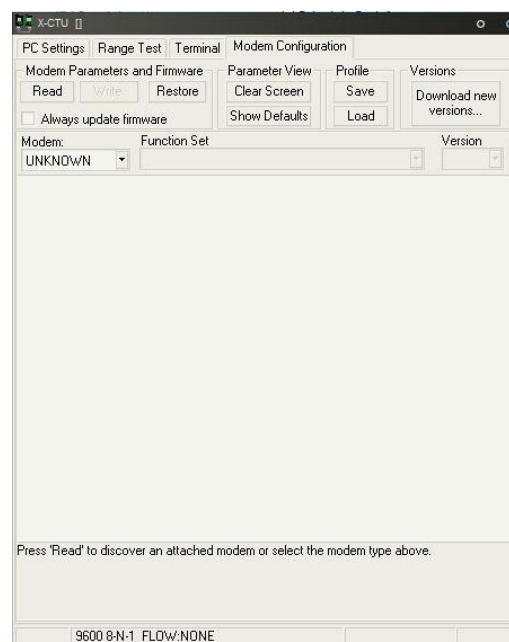 X-CTU []
PC Settings Range Test Terminal Modem Configuration
Modem Parameters and Firmware Parameter View Profile Versions
Read Write Restore Clear Screen Save Download new versions...
Always update firmware Show Defaults Load
Modem: Function Set Version
UNKNOWN
Press 'Read' to discover an attached modem or select the modem type above.
9600 8-N-1 FLOW:NONE